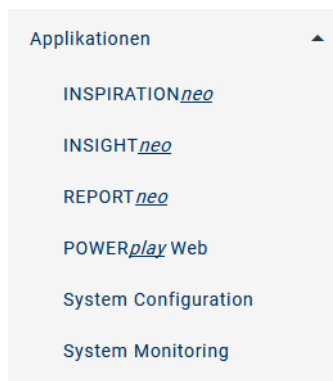 Applikationen
INSPIRATIONneo
INSIGHTneo
REPORTneo
POWERplay Web
System Configuration
System Monitoring